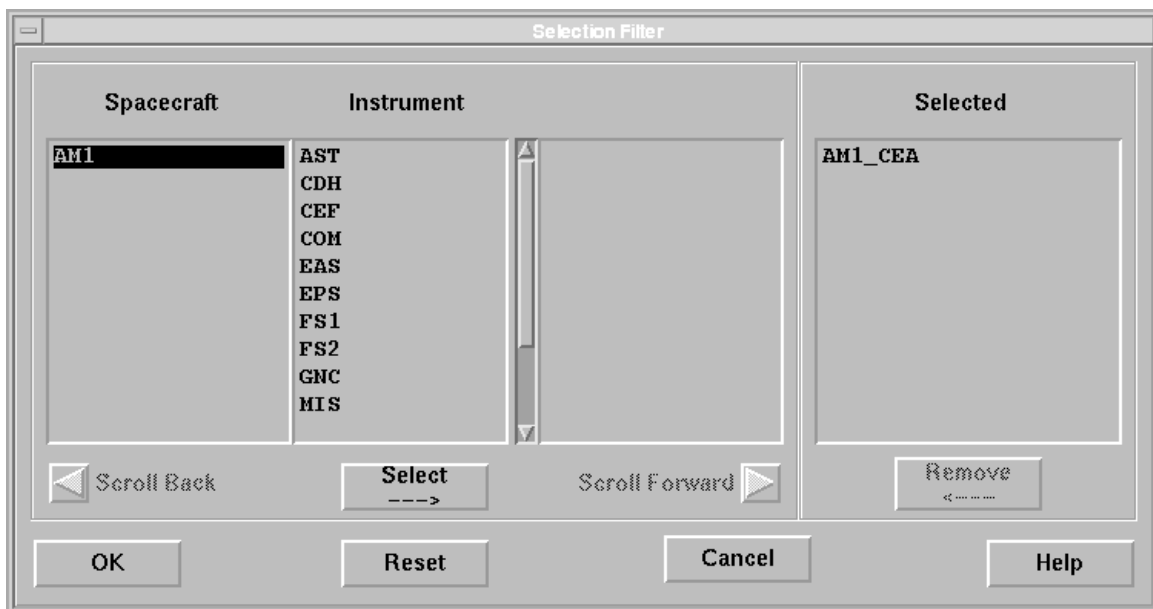 Selection Filter
Spacecraft Instrument Selected
AM1 AST AM1_CEA
CDH
CEF
COM
EAS
EPS
FS1
FS2
GNC
MIS
Scroll Back Select Scroll Forward Remove
---> <---
OK Reset Cancel Help